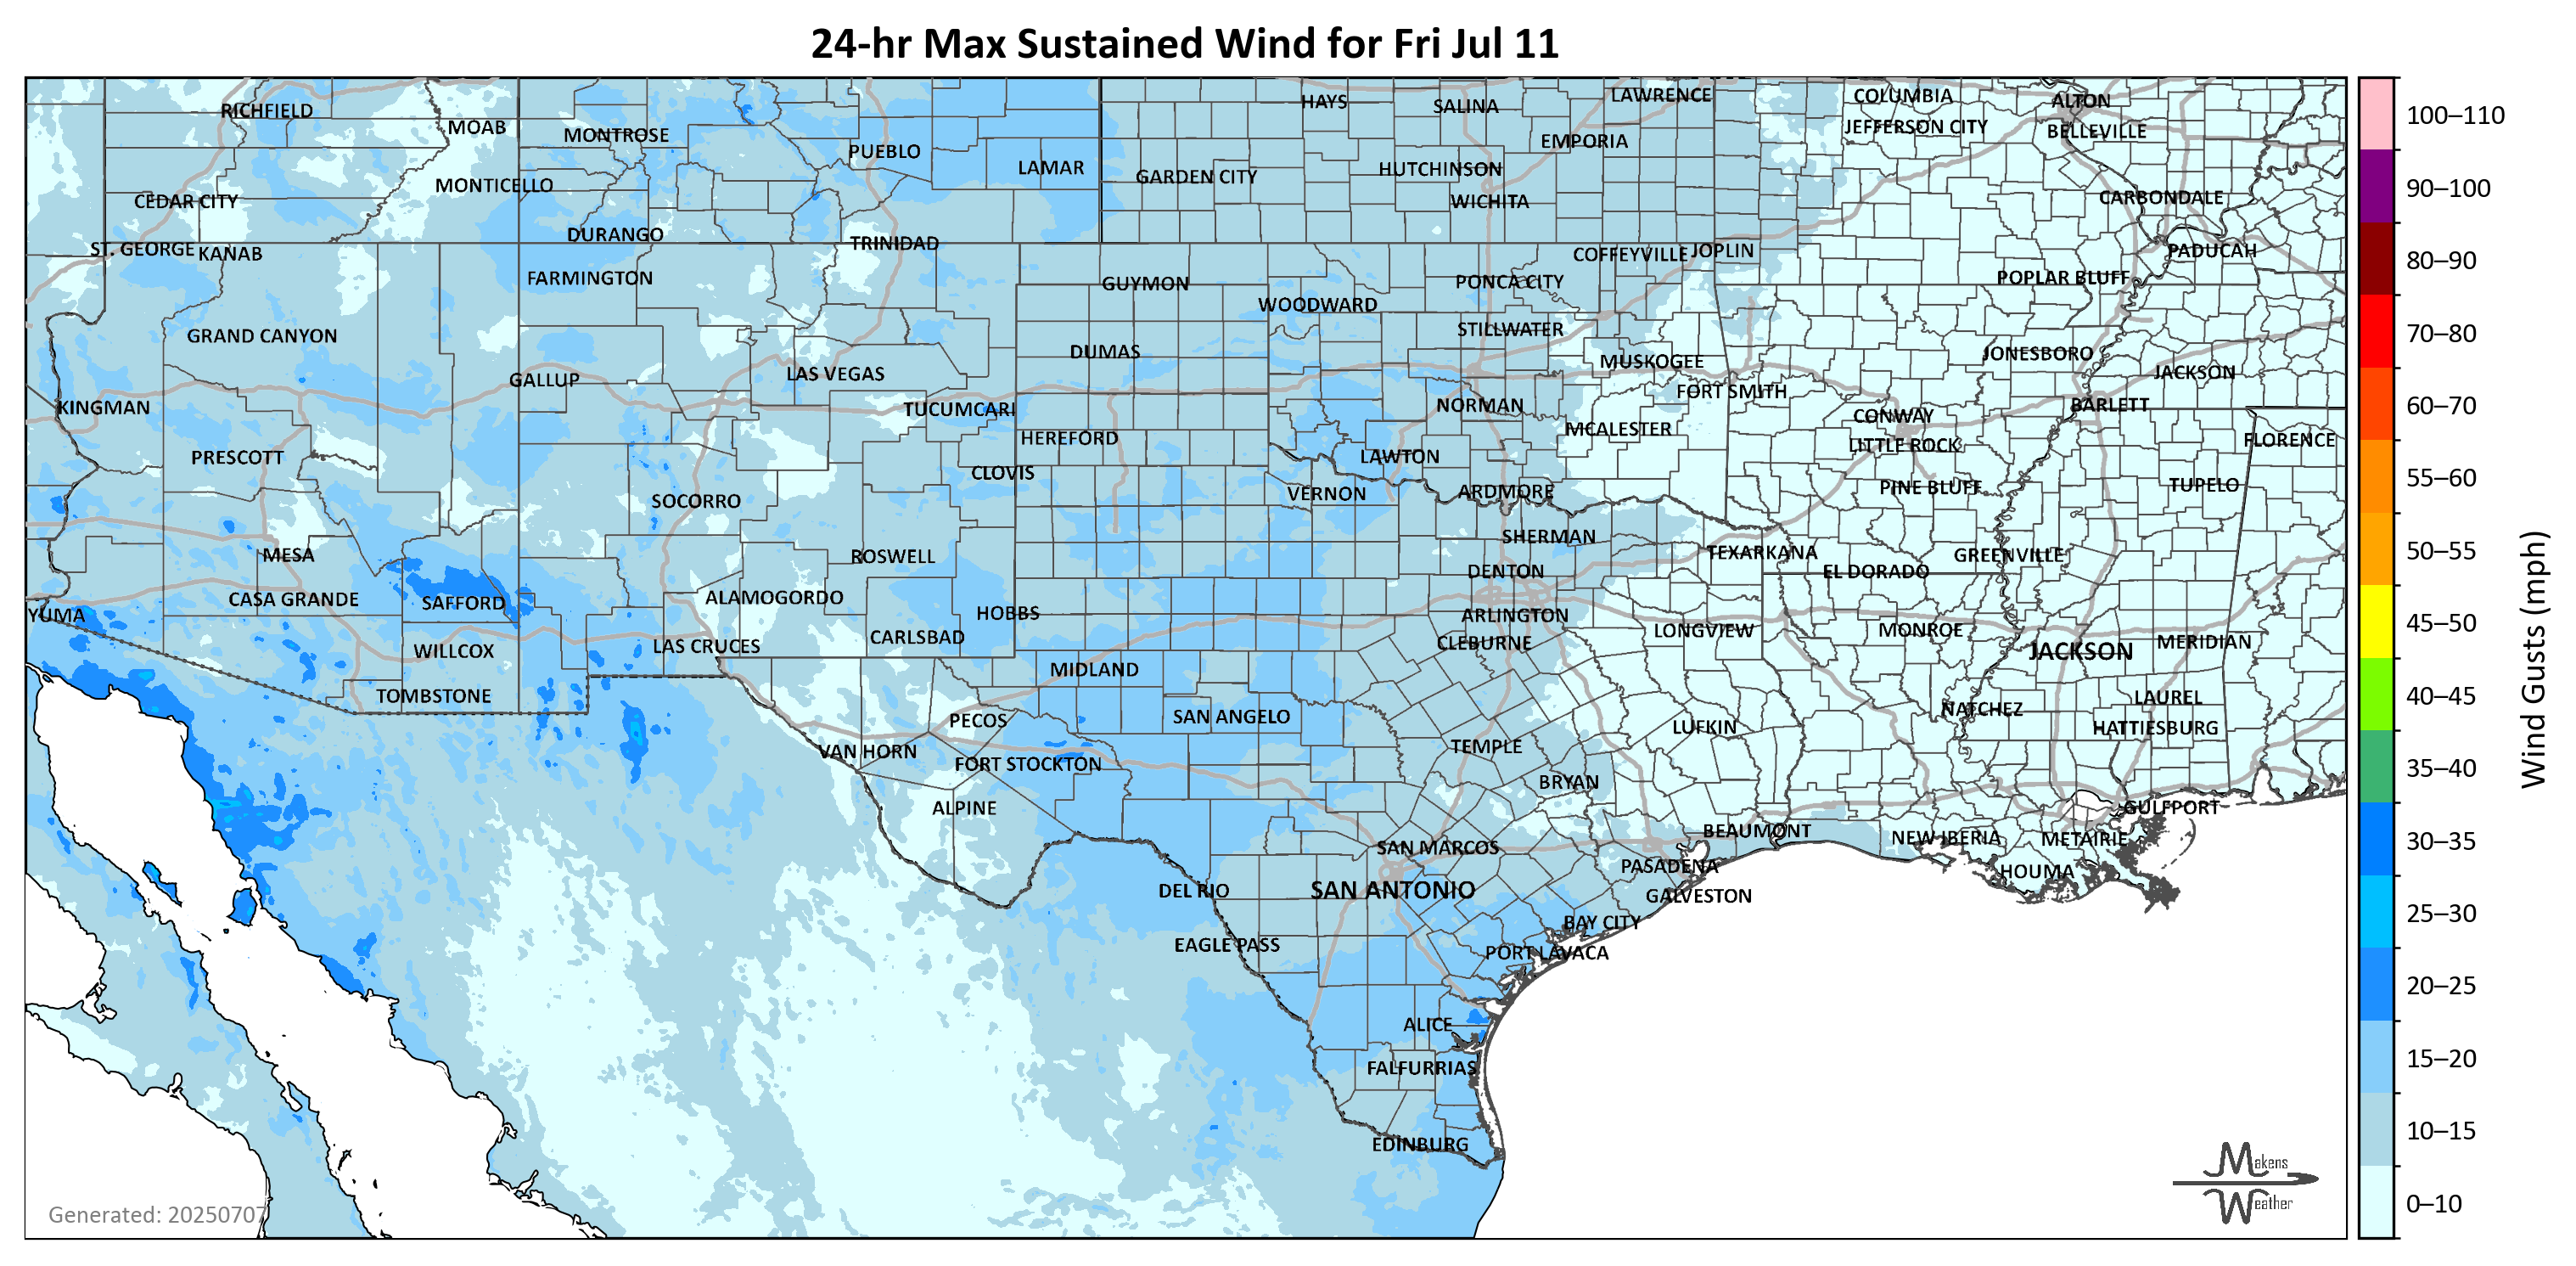 24-hr Max Sustained Wind for Fri Jul 11
RICHFIELD
MOAB
MONTROSE
PUEBLO
LAMAR
HAYS
SALINA
LAWRENCE
COLUMBIA
ALTON
JEFFERSON CITY
BELLEVILLE
EMPORIA
HUTCHINSON
GARDEN CITY
WICHITA
MONTICELLO
CEDAR CITY
CARBONDALE
DURANGO
TRINIDAD
ST. GEORGE
KANAB
COFFEYVILLE
JOPLIN
PADUCAH
FARMINGTON
GUYMON
PONCA CITY
POPLAR BLUFF
WOODWARD
GRAND CANYON
STILLWATER
DUMAS
MUSKOGEE
JONESBORO
GALLUP
LAS VEGAS
FORT SMITH
JACKSON
KINGMAN
TUCUMCARI
NORMAN
CONWAY
BARLETT
HEREFORD
MCALESTER
LITTLE ROCK
FLORENCE
PRESCOTT
CLOVIS
LAWTON
SOCORRO
VERNON
ARDMORE
PINE BLUFF
TUPELO
MESA
ROSWELL
SHERMAN
TEXARKANA
GREENVILLE
DENTON
EL DORADO
YUMA
CASA GRANDE
SAFFORD
ALAMOGORDO
HOBBS
ARLINGTON
WILLCOX
LAS CRUCES
CARLSBAD
CLEBURNE
LONGVIEW
MONROE
JACKSON
MERIDIAN
MIDLAND
TOMBSTONE
PECOS
SAN ANGELO
LUFKIN
NATCHEZ
LAUREL
HATTIESBURG
VAN HORN
FORT STOCKTON
TEMPLE
BRYAN
ALPINE
GULFPORT
BEAUMONT
NEW IBERIA
METAIRIE
SAN MARCOS
PASADENA
HOUMA
DEL RIO
SAN ANTONIO
GALVESTON
BAY CITY
EAGLE PASS
PORT LAVACA
ALICE
FALFURRIAS
EDINBURG
Generated: 20250707
Makens
Weather
100–110
90–100
80–90
70–80
60–70
55–60
50–55
45–50
40–45
35–40
30–35
25–30
20–25
15–20
10–15
0–10
Wind Gusts (mph)